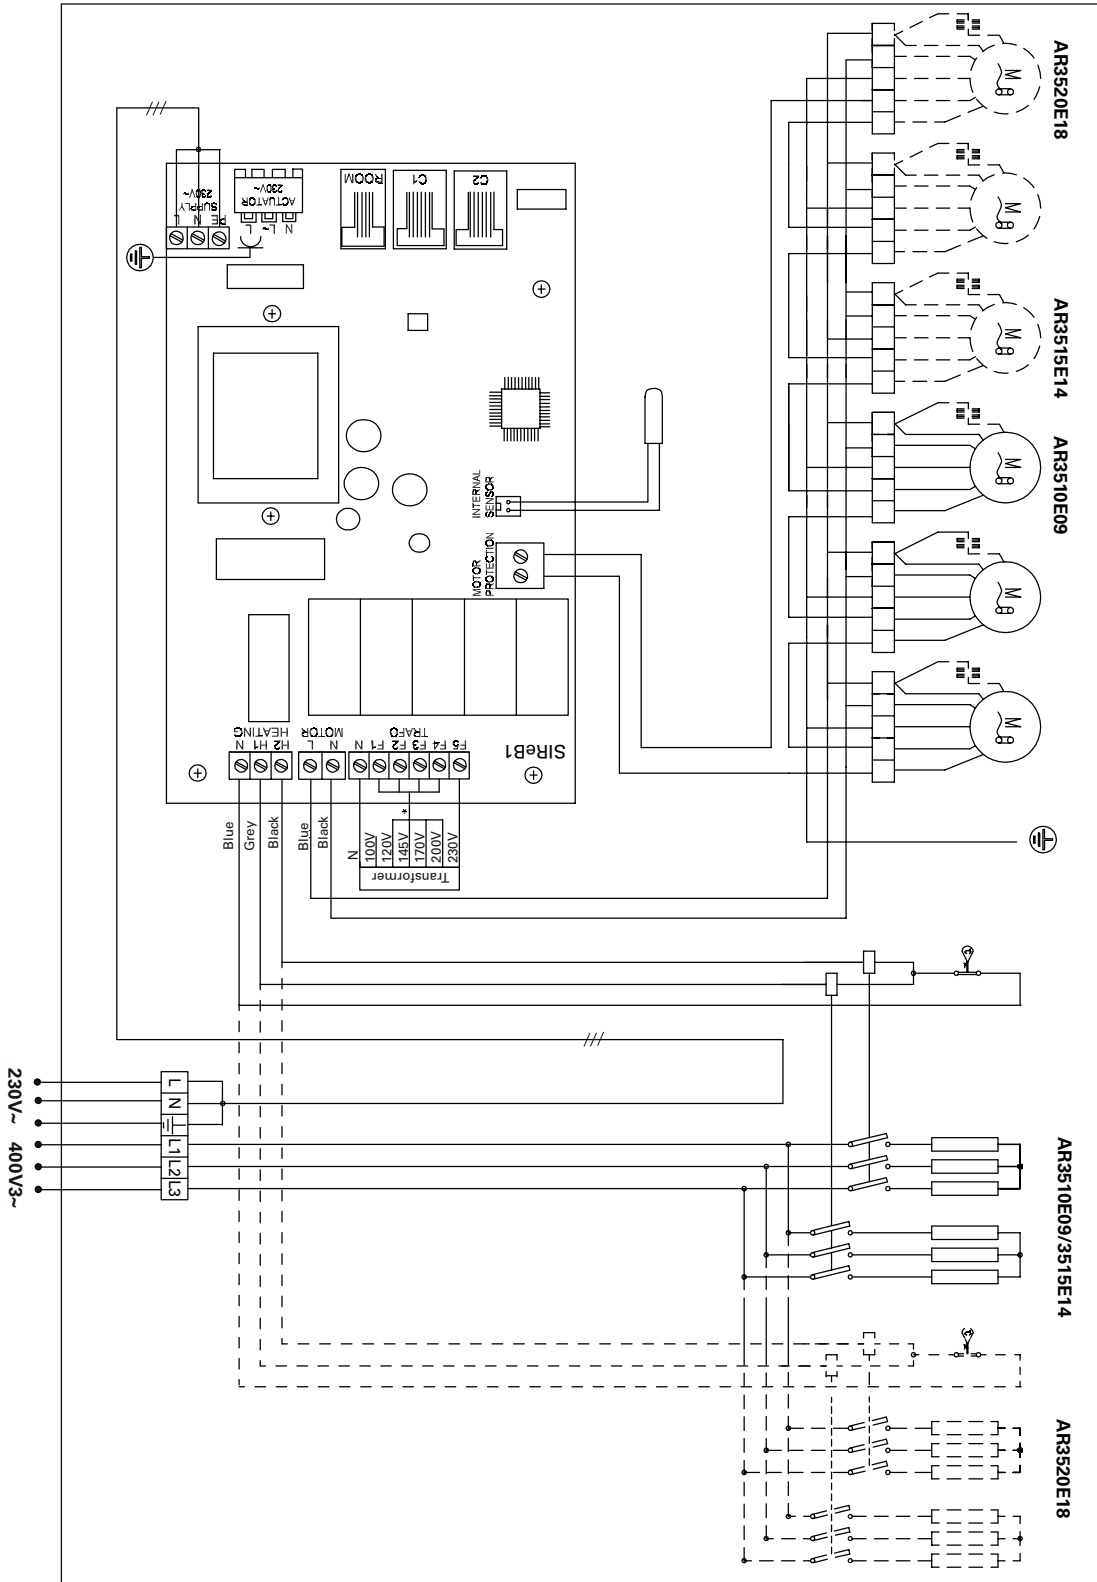 AR3520E18
M
M
AR3515E14
M
AR3510E09
M
M
M
SUPPLY
230V~
L
N
PE
ACTUATOR
230V~
L
L~
N
ROOM
C1
C2
INTERNAL
SENSOR
MOTOR
PROTECTION
SIReB1
HEATING
N
H1
H2
MOTOR
L
N
TRAFO
N
F1
F2
F3
F4
F5
Blue
Grey
Black
Blue
Black
*
N
100V
120V
145V
170V
200V
230V
Transformer
L
N
L1
L2
L3
230V~
400V3~
AR3510E09/3515E14
AR3520E18